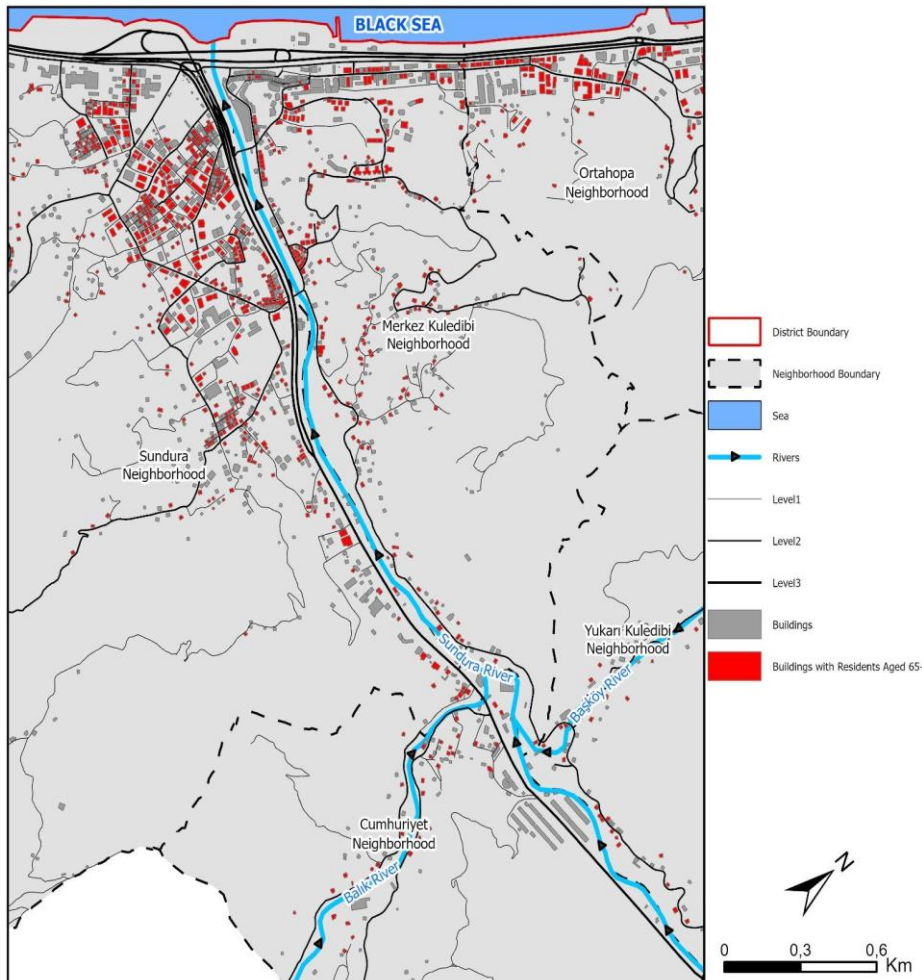 BLACK SEA
Ortahopa
Neighborhood
Merkez Kuledibi
Neighborhood
Sundura
Neighborhood
Yukarı Kuledibi
Neighborhood
Sundura River
Başköy River
Cumhuriyet
Neighborhood
Balık River
District Boundary
Neighborhood Boundary
Sea
Rivers
Level1
Level2
Level3
Buildings
Buildings with Residents Aged 65-
N
0 0,3 0,6
Km